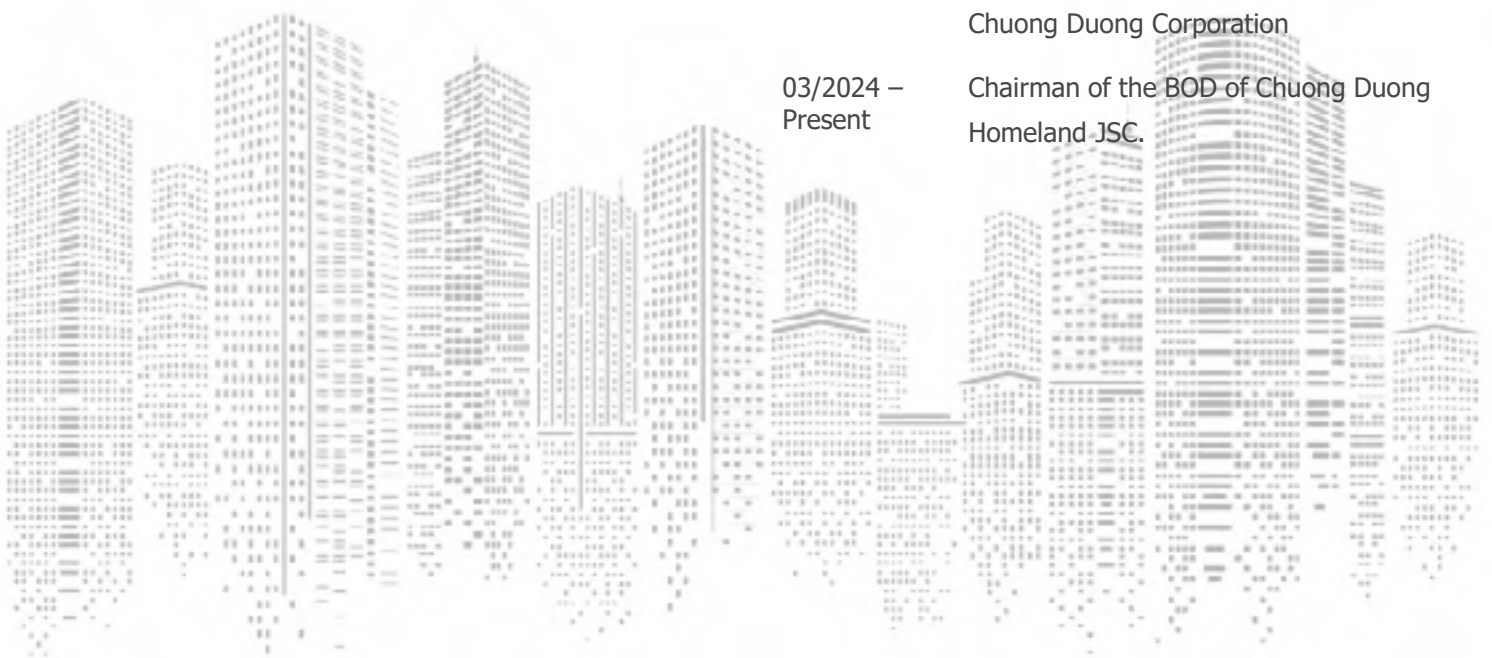 Chuong Duong Corporation
03/2024 –
Present
Chairman of the BOD of Chuong Duong
Homeland JSC.